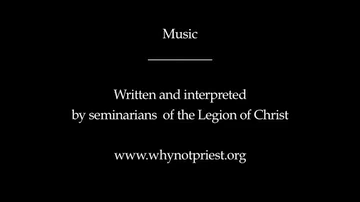 Music
Written and interpreted
by seminarians of the Legion of Christ
www.whynotpriest.org